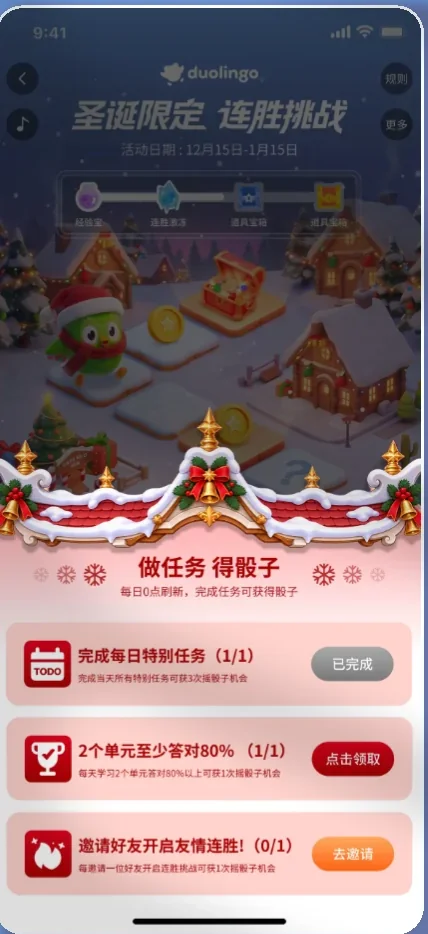 9:41
duolingo
规则
圣诞限定 连胜挑战
更多
活动日期：12月15日-1月15日
经验宝
连胜激冻
道具宝箱
道具宝箱
?
做任务 得骰子
每日0点刷新，完成任务可获得骰子
TODO
完成每日特别任务（1/1）
完成当天所有特别任务可获3次摇骰子机会
已完成
2个单元至少答对80% （1/1）
每天学习2个单元答对80%以上可获1次摇骰子机会
点击领取
邀请好友开启友情连胜!（0/1）
每邀请一位好友开启连胜挑战可获1次摇骰子机会
去邀请